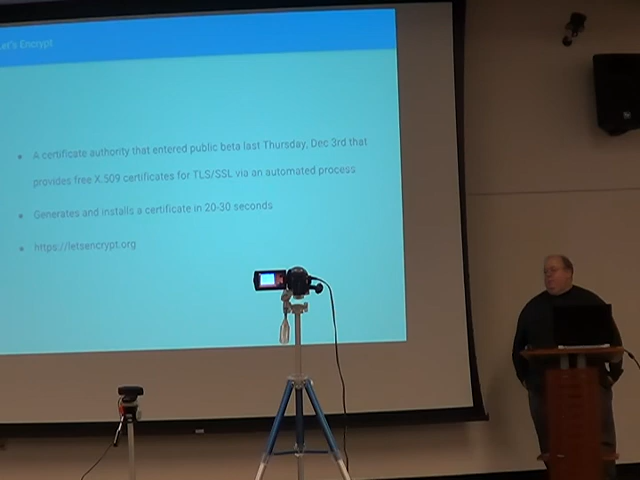 Let's Encrypt
• A certificate authority that entered public beta last Thursday, Dec 3rd that
provides free X.509 certificates for TLS/SSL via an automated process
• Generates and installs a certificate in 20-30 seconds
• https://letsencrypt.org